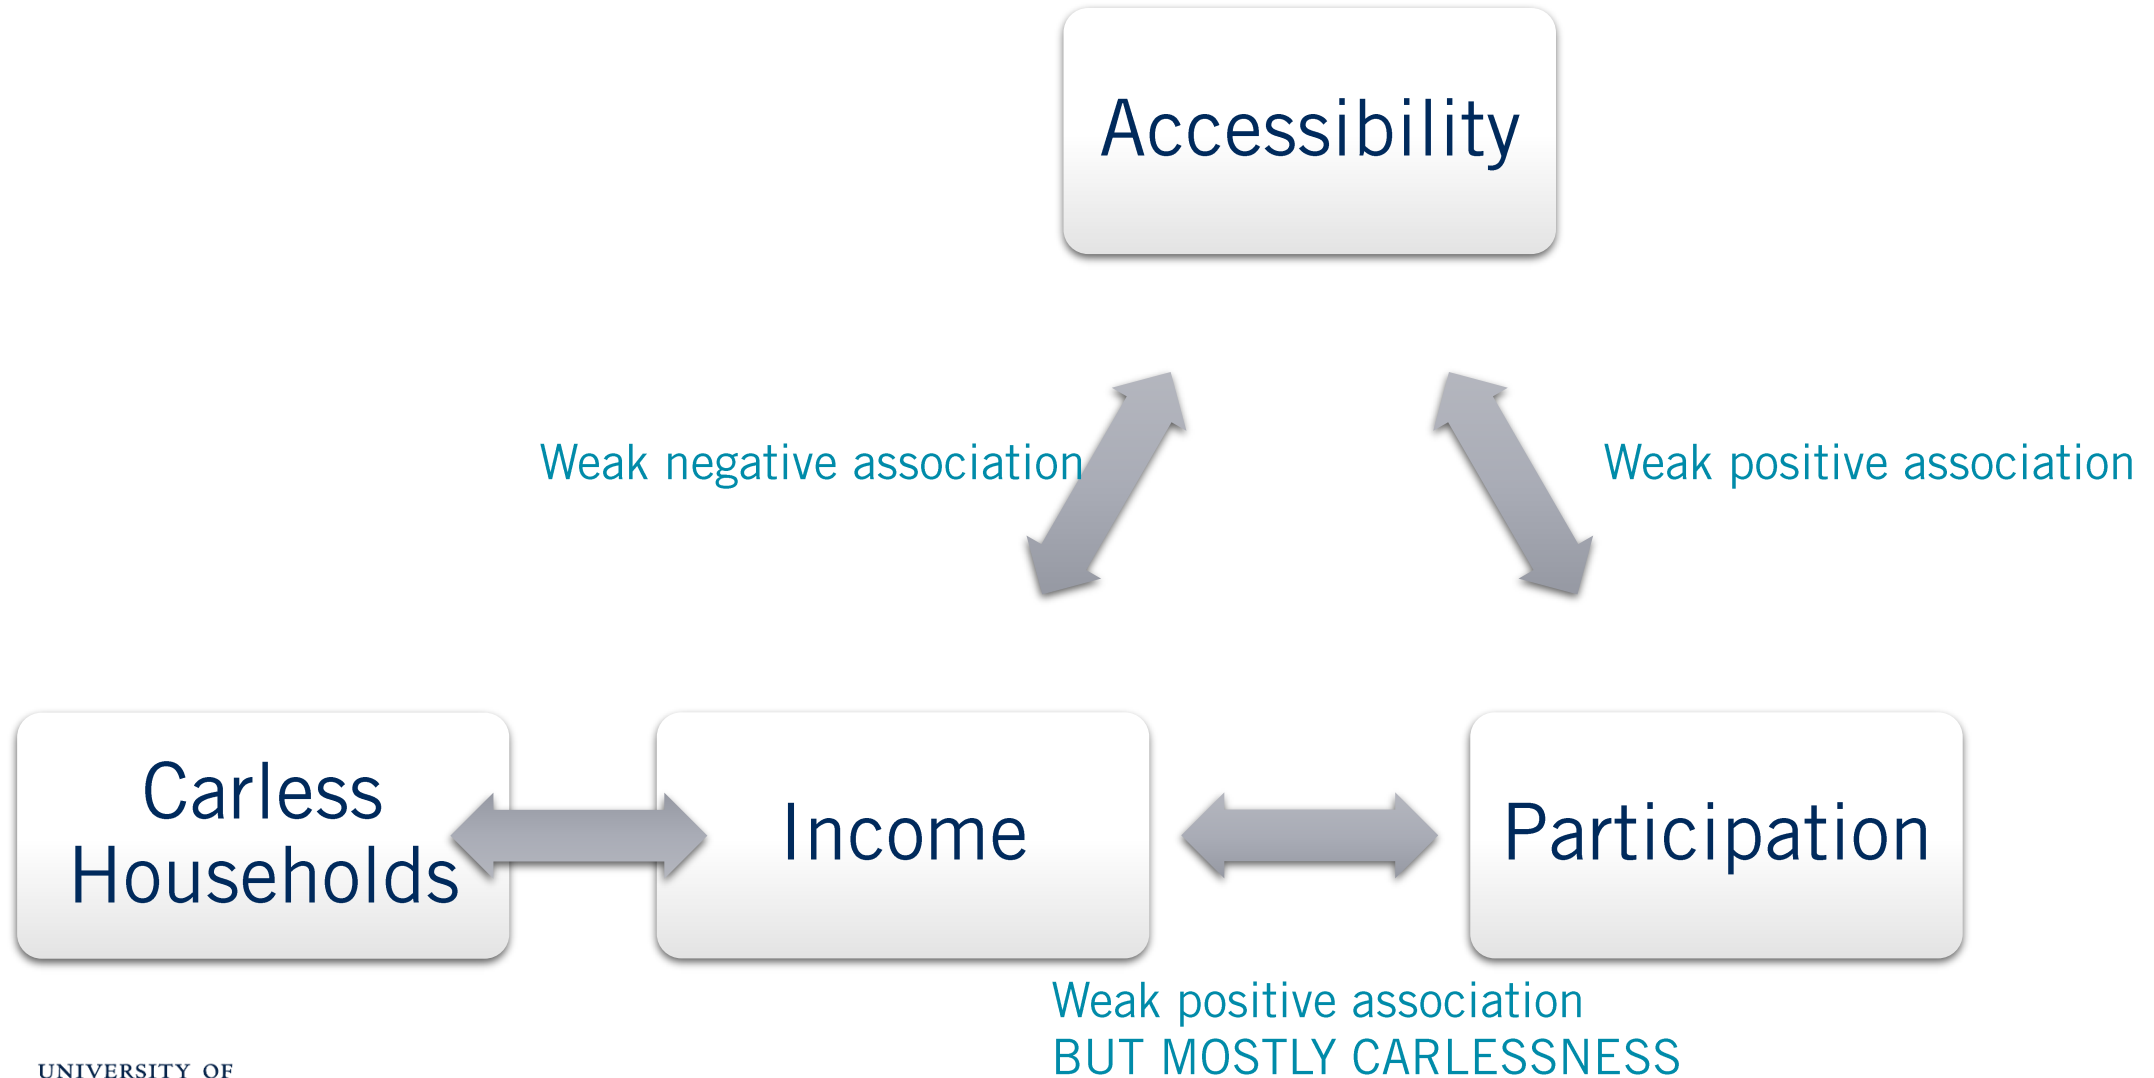 Accessibility
Weak negative association
Weak positive association
Carless
Households
Income
Participation
Weak positive association
BUT MOSTLY CARLESSNESS
UNIVERSITY OF